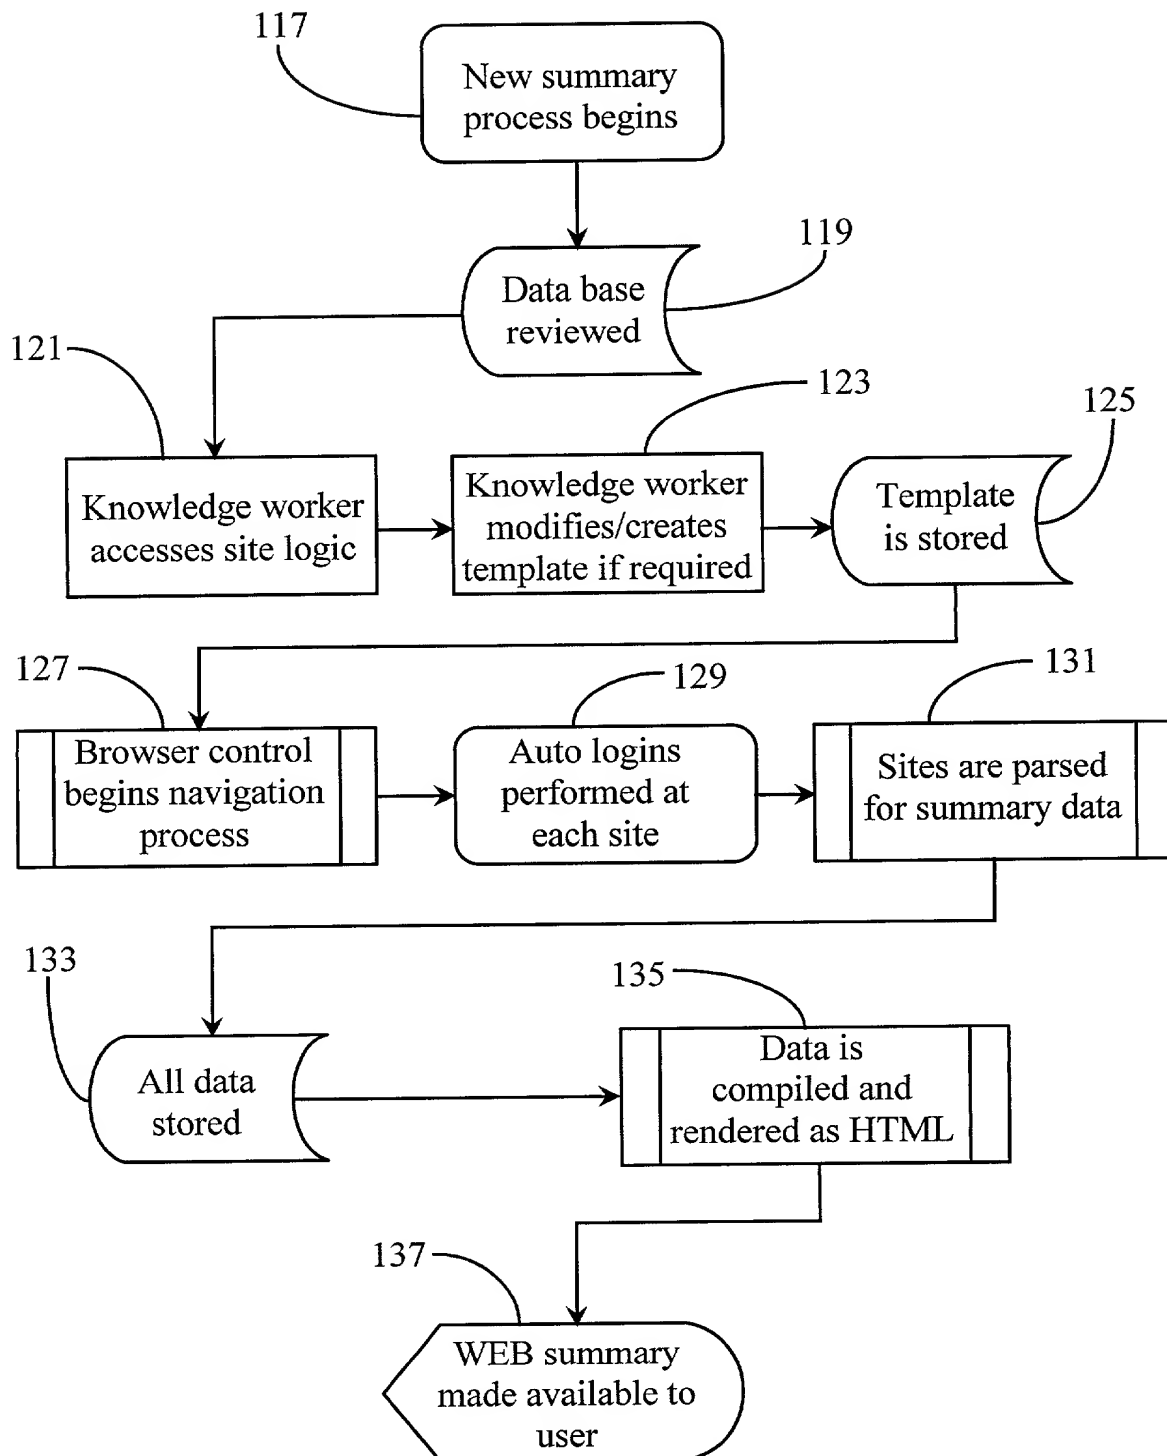 117
New summary
process begins
119
Data base
reviewed
121
123
125
Knowledge worker
accesses site logic
Knowledge worker
modifies/creates
template if required
Template
is stored
127
129
131
Browser control
begins navigation
process
Auto logins
performed at
each site
Sites are parsed
for summary data
133
135
All data
stored
Data is
compiled and
rendered as HTML
137
WEB summary
made available to
user